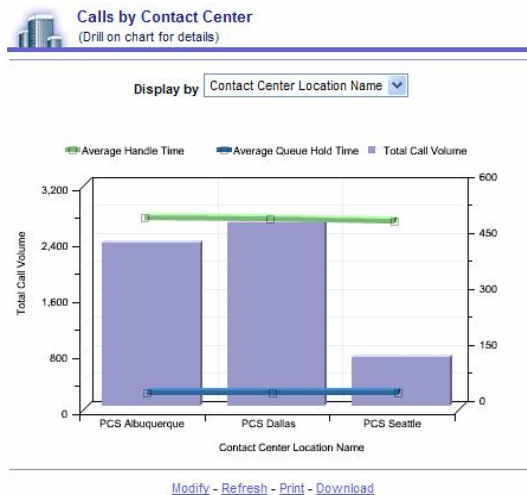 Calls by Contact Center
(Drill on chart for details)
Display by Contact Center Location Name
Average Handle Time Average Queue Hold Time Total Call Volume
3,200
2,400
1,600
800
0
Total Call Volume
600
450
300
150
0
PCS Albuquerque PCS Dallas PCS Seattle
Contact Center Location Name
Modify - Refresh - Print - Download